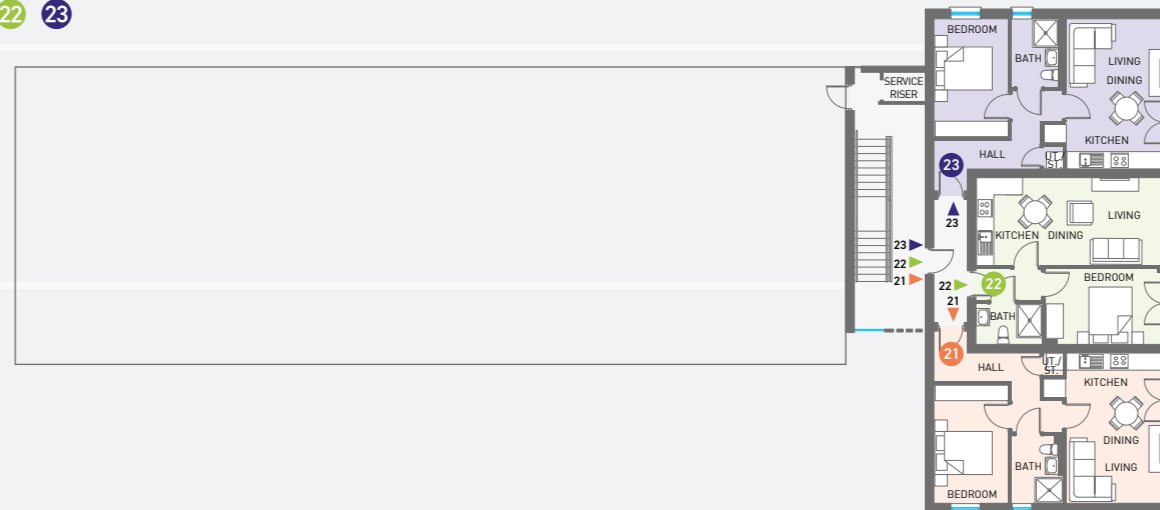 22 23
BEDROOM
BATH
LIVING
DINING
SERVICE
RISER
KITCHEN
HALL
UT./
ST.
23
23
LIVING
KITCHEN DINING
23
22
21
BEDROOM
22
22
21
BATH
21
HALL
UT./
ST.
KITCHEN
DINING
BATH
LIVING
BEDROOM